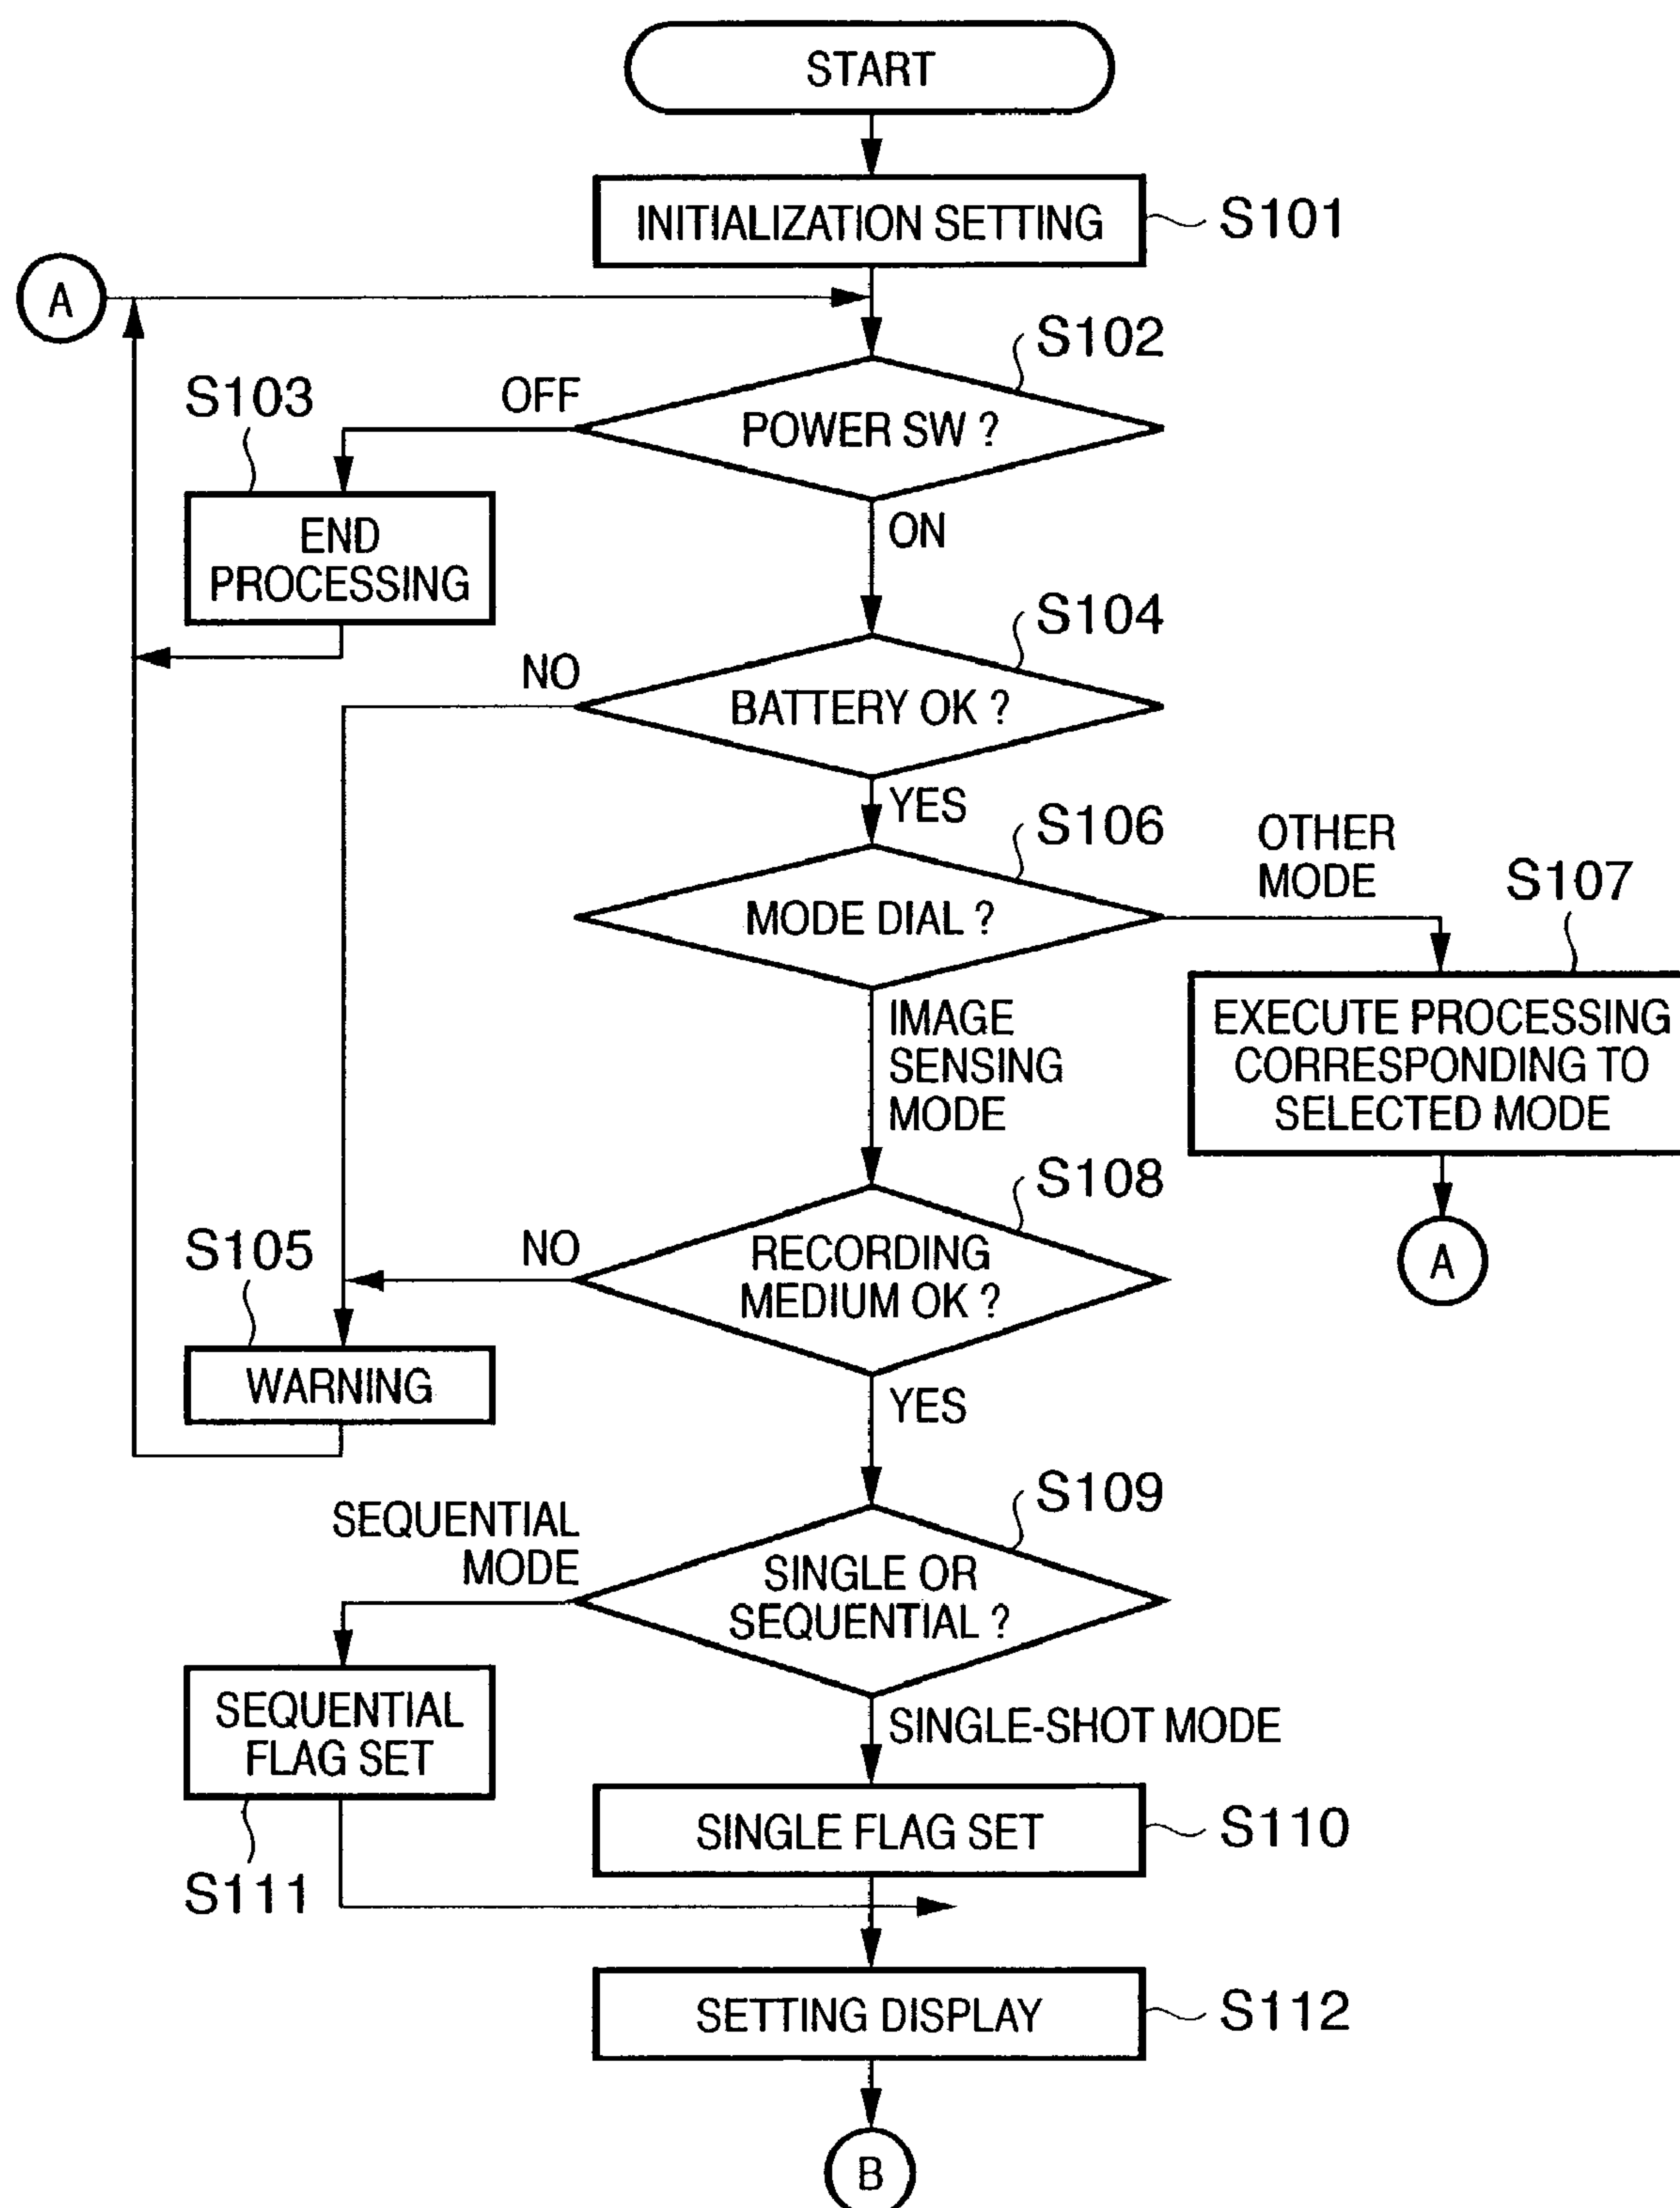 START
INITIALIZATION SETTING
S101
A
S102
S103
OFF
POWER SW ?
END
PROCESSING
ON
S104
NO
BATTERY OK ?
YES
S106
OTHER
MODE
S107
MODE DIAL ?
IMAGE
SENSING
MODE
EXECUTE PROCESSING
CORRESPONDING TO
SELECTED MODE
S108
S105
NO
RECORDING
MEDIUM OK ?
A
WARNING
YES
S109
SEQUENTIAL
MODE
SINGLE OR
SEQUENTIAL ?
SEQUENTIAL
FLAG SET
SINGLE-SHOT MODE
SINGLE FLAG SET
S110
S111
SETTING DISPLAY
S112
B